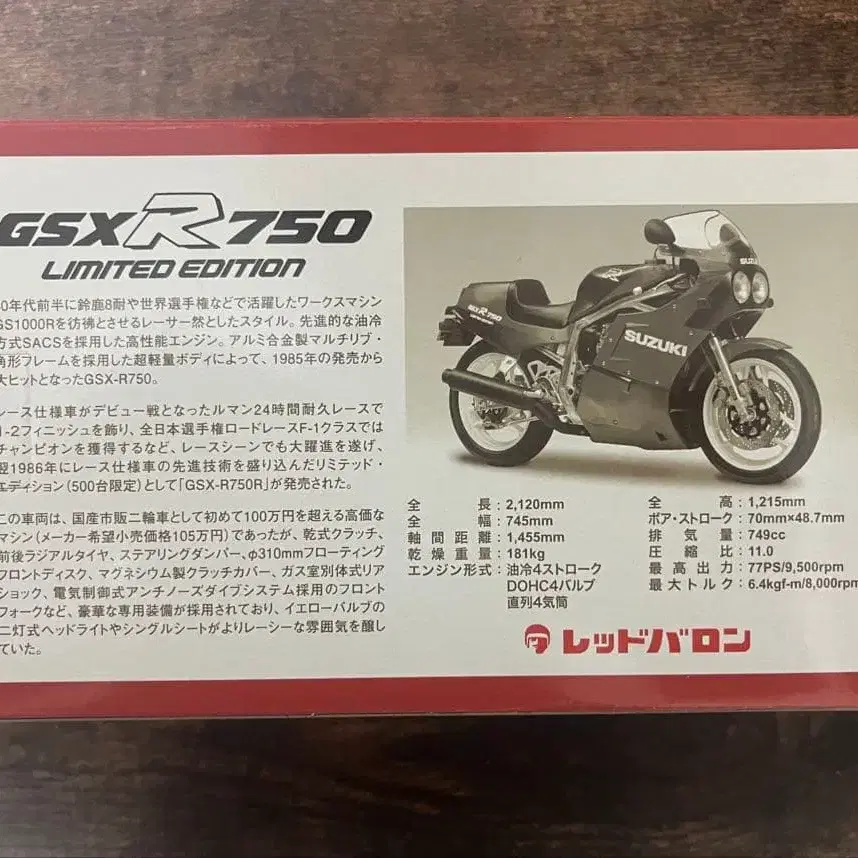 GSXR750
LIMITED EDITION
80年代前半に鈴鹿8耐や世界選手権などで活躍したワークスマシン
GS1000Rを彷彿とさせるレーサー然としたスタイル。先進的な油冷
方式SACSを採用した高性能エンジン。アルミ合金製マルチリブ・
角形フレームを採用した超軽量ボディによって、1985年の発売から
大ヒットとなったGSX-R750。
レース仕様車がデビュー戦となったルマン24時間耐久レースで
1-2フィニッシュを飾り、全日本選手権ロードレースF-1クラスでは
チャンピオンを獲得するなど、レースシーンでも大躍進を遂げ、
翌1986年にレース仕様車の先進技術を盛り込んだリミテッド・
エディション(500台限定)として「GSX-R750R」が発売された。
この車両は、国産市販二輪車として初めて100万円を超える高価な
マシン(メーカー希望小売価格105万円)であったが、乾式クラッチ、
前後ラジアルタイヤ、ステアリングダンパー、φ310mmフローティング
フロントディスク、マグネシウム製クラッチカバー、ガス室別体式リア
ショック、電気制御式アンチノーズダイブシステム採用のフロント
フォークなど、豪華な専用装備が採用されており、イエローバルブの
二灯式ヘッドライトやシングルシートがよりレーシーな雰囲気を醸し
ていた。
SUZUKI
GSX-R750
SUZUKI
全長:2,120mm
全幅:745mm
軸間距離:1,455mm
乾燥重量:181kg
エンジン形式:油冷4ストローク
DOHC4バルブ
直列4気筒
全高:1,215mm
ボア・ストローク:70mm×48.7mm
排気量:749cc
圧縮比:11.0
最高出力:77PS/9,500rpm
最大トルク:6.4kgf-m/8,000rpm
レッドバロン